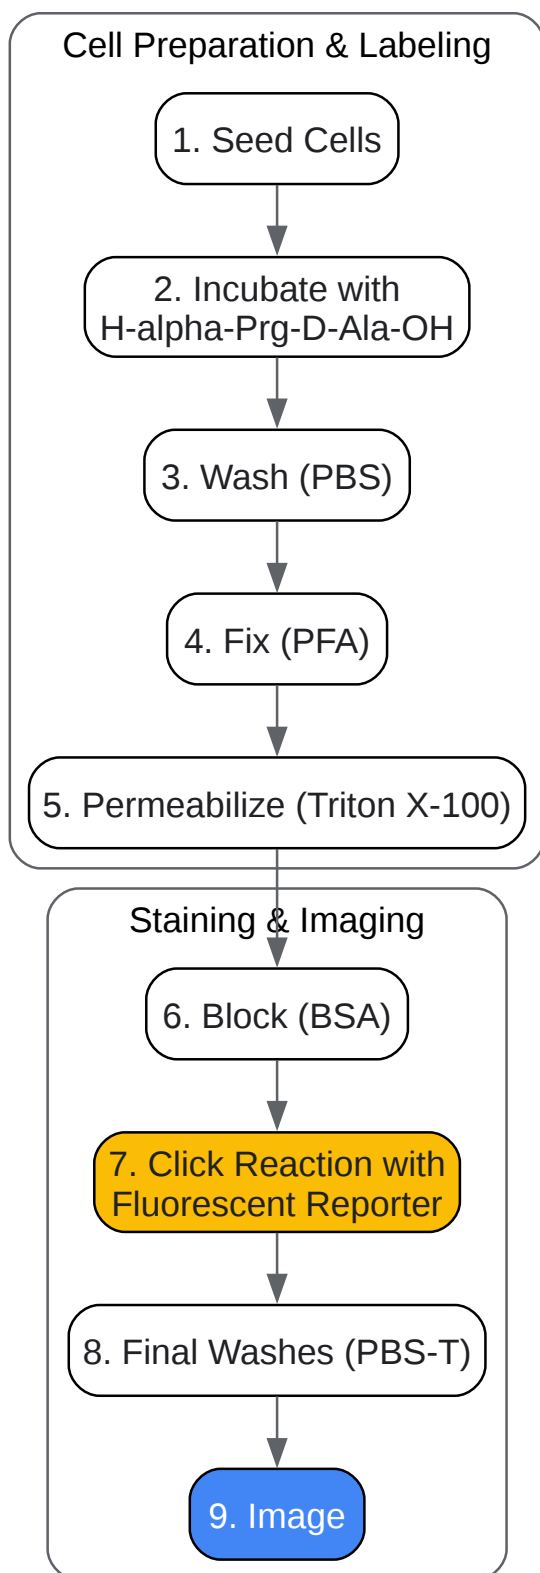 Cell Preparation & Labeling
1. Seed Cells
2. Incubate with
H-alpha-Prg-D-Ala-OH
3. Wash (PBS)
4. Fix (PFA)
5. Permeabilize (Triton X-100)
Staining & Imaging
6. Block (BSA)
7. Click Reaction with
Fluorescent Reporter
8. Final Washes (PBS-T)
9. Image